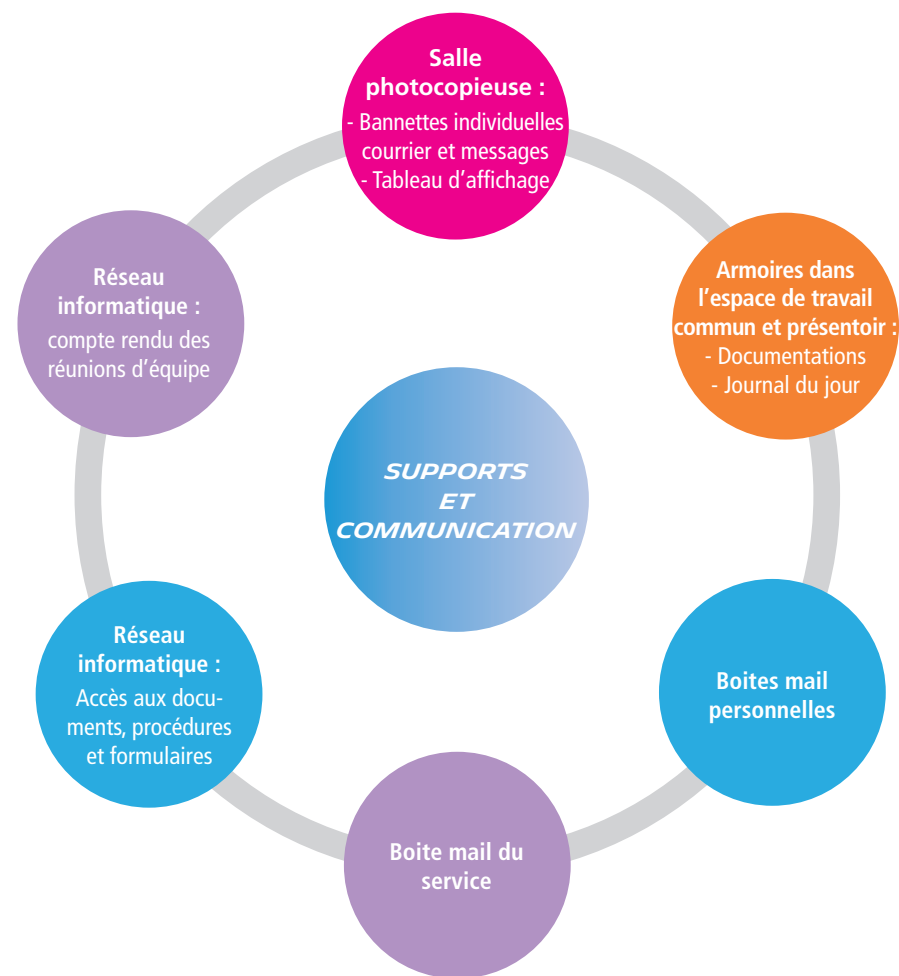 Salle
photocopieuse :
- Bannettes individuelles
courrier et messages
- Tableau d'affichage
Armoires dans
l'espace de travail
commun et présentoir :
- Documentations
- Journal du jour
Boites mail
personnelles
Boite mail du
service
Réseau
informatique :
Accès aux docu-
ments, procédures
et formulaires
Réseau
informatique :
compte rendu des
réunions d'équipe
SUPPORTS
ET
COMMUNICATION